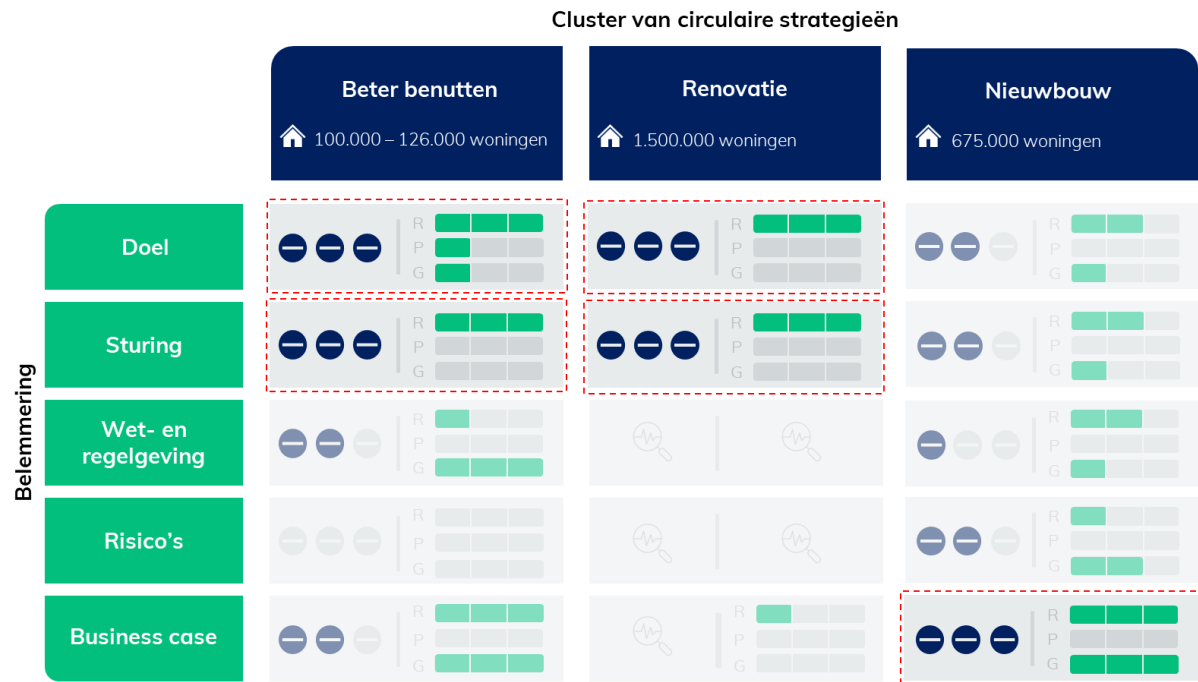 Cluster van circulaire strategieën
Beter benutten
100.000 – 126.000 woningen
Renovatie
1.500.000 woningen
Nieuwbouw
675.000 woningen
Belemmering
Doel
R
P
G
R
P
G
R
P
G
Sturing
R
P
G
R
P
G
R
P
G
Wet- en
regelgeving
R
P
G
R
P
G
Risico's
R
P
G
R
P
G
Business case
R
P
G
R
P
G
R
P
G